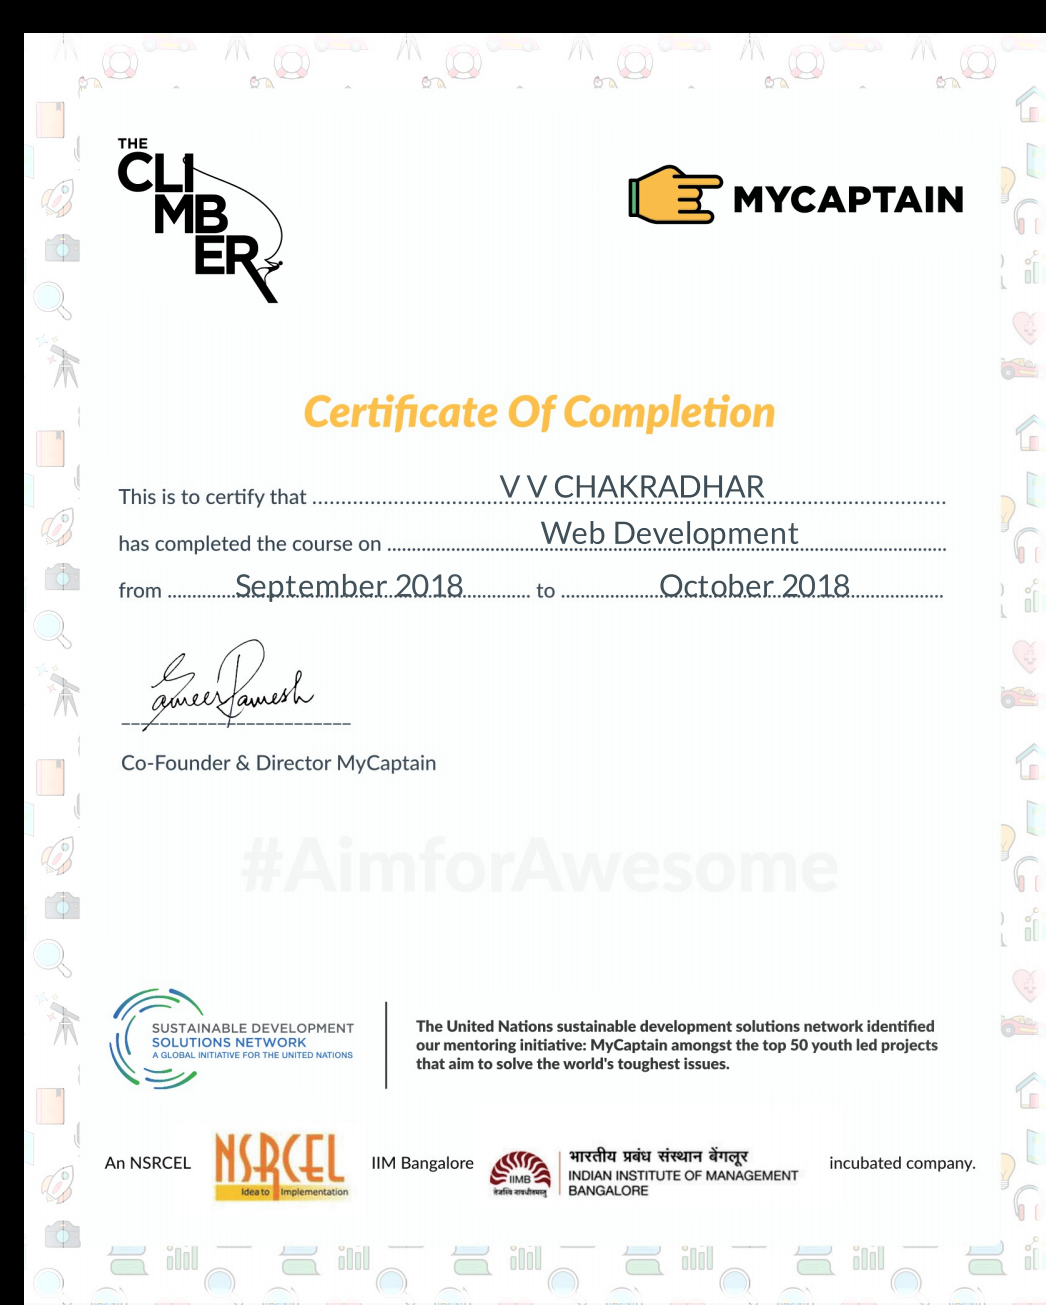 THE
CLI
MB
ER
MYCAPTAIN
Certificate Of Completion
This is to certify that ........ V V CHAKRADHAR ........
has completed the course on ........ Web Development ........
from ........ September 2018 ........ to ........ October 2018 ........
Sameer Ramesh
Co-Founder & Director MyCaptain
#AimforAwesome
SUSTAINABLE DEVELOPMENT
SOLUTIONS NETWORK
A GLOBAL INITIATIVE FOR THE UNITED NATIONS
The United Nations sustainable development solutions network identified
our mentoring initiative: MyCaptain amongst the top 50 youth led projects
that aim to solve the world's toughest issues.
An NSRCEL
NSRCEL
Idea to Implementation
IIM Bangalore
IIMB
तेजस्वि नावधीतमस्तु
भारतीय प्रबंध संस्थान बेंगलूर
INDIAN INSTITUTE OF MANAGEMENT
BANGALORE
incubated company.